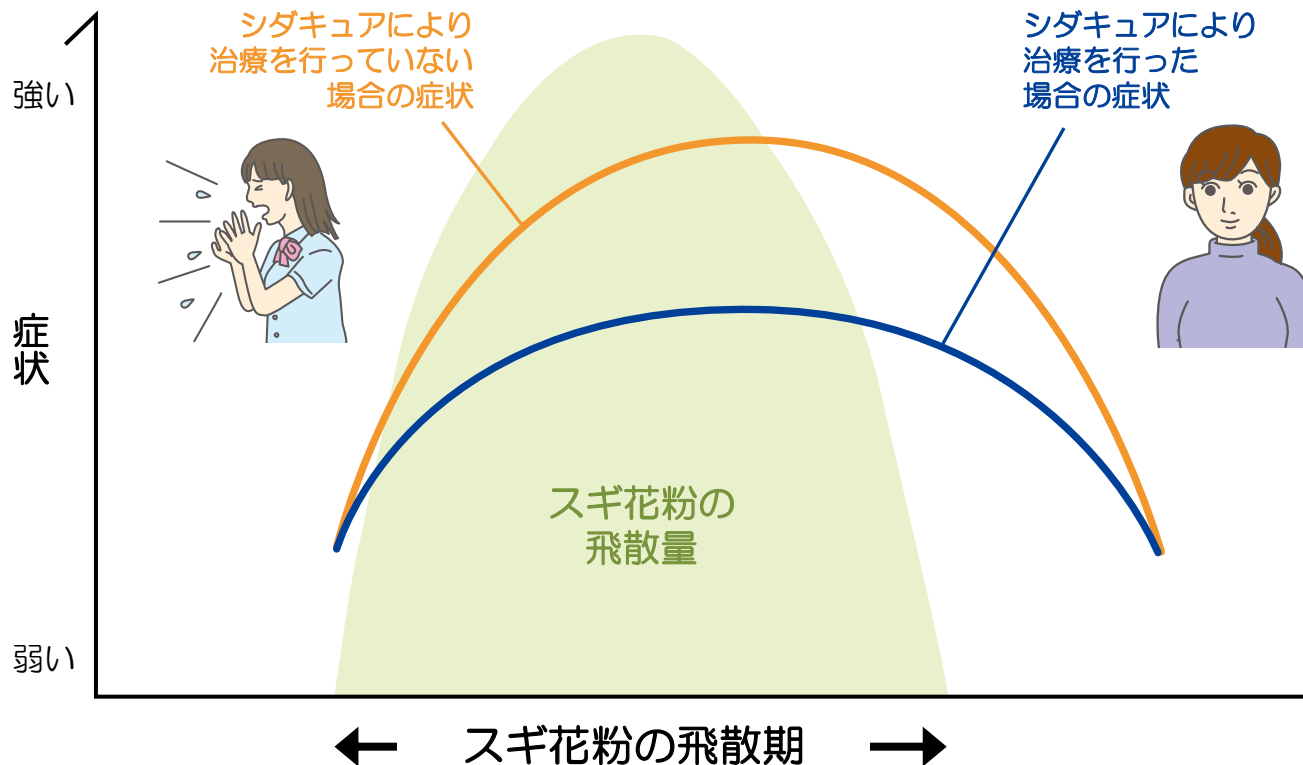 シダキュアにより
治療を行っていない
場合の症状
シダキュアにより
治療を行った
場合の症状
強い
症状
弱い
スギ花粉の
飛散量
スギ花粉の飛散期